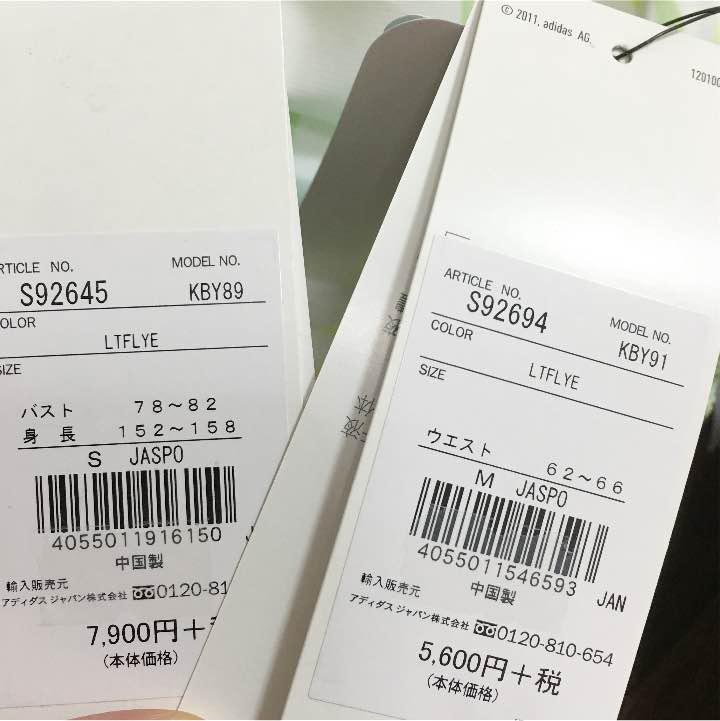 ARTICLE NO.
MODEL NO.
S92645
KBY89
COLOR
LTFLYE
SIZE
バスト 78～82
身長 152～158
S JASPO
4055011916150
中国製
輸入販売元
アディダス ジャパン株式会社 0120-81
7,900円＋
(本体価格)
© 2011. adidas AG.
120100
ARTICLE NO.
S92694
MODEL NO.
KBY91
COLOR
LTFLYE
SIZE
ウエスト 62～66
M JASPO
4055011546593
JAN
中国製
輸入販売元
アディダス ジャパン株式会社 0120-810-654
5,600円＋税
(本体価格)
液体